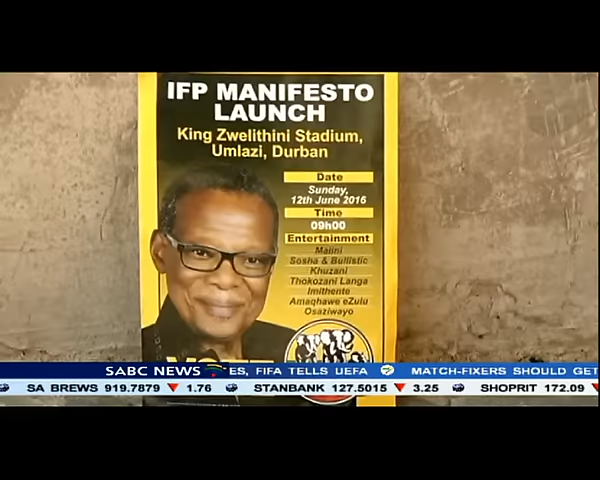 IFP MANIFESTO
LAUNCH
King Zwelithini Stadium,
Umlazi, Durban
Date
Sunday,
12th June 2016
Time
09h00
Entertainment
Malini
Sosha & Bullistic
Khuzani
Thokozani Langa
Imithente
Amaqhawe eZulu
Osaziwayo
VOTE
SABC NEWS ES, FIFA TELLS UEFA MATCH-FIXERS SHOULD GET
SA BREWS 919.7879 ▼ 1.76 STANBANK 127.5015 ▼ 3.25 SHOPRIT 172.09